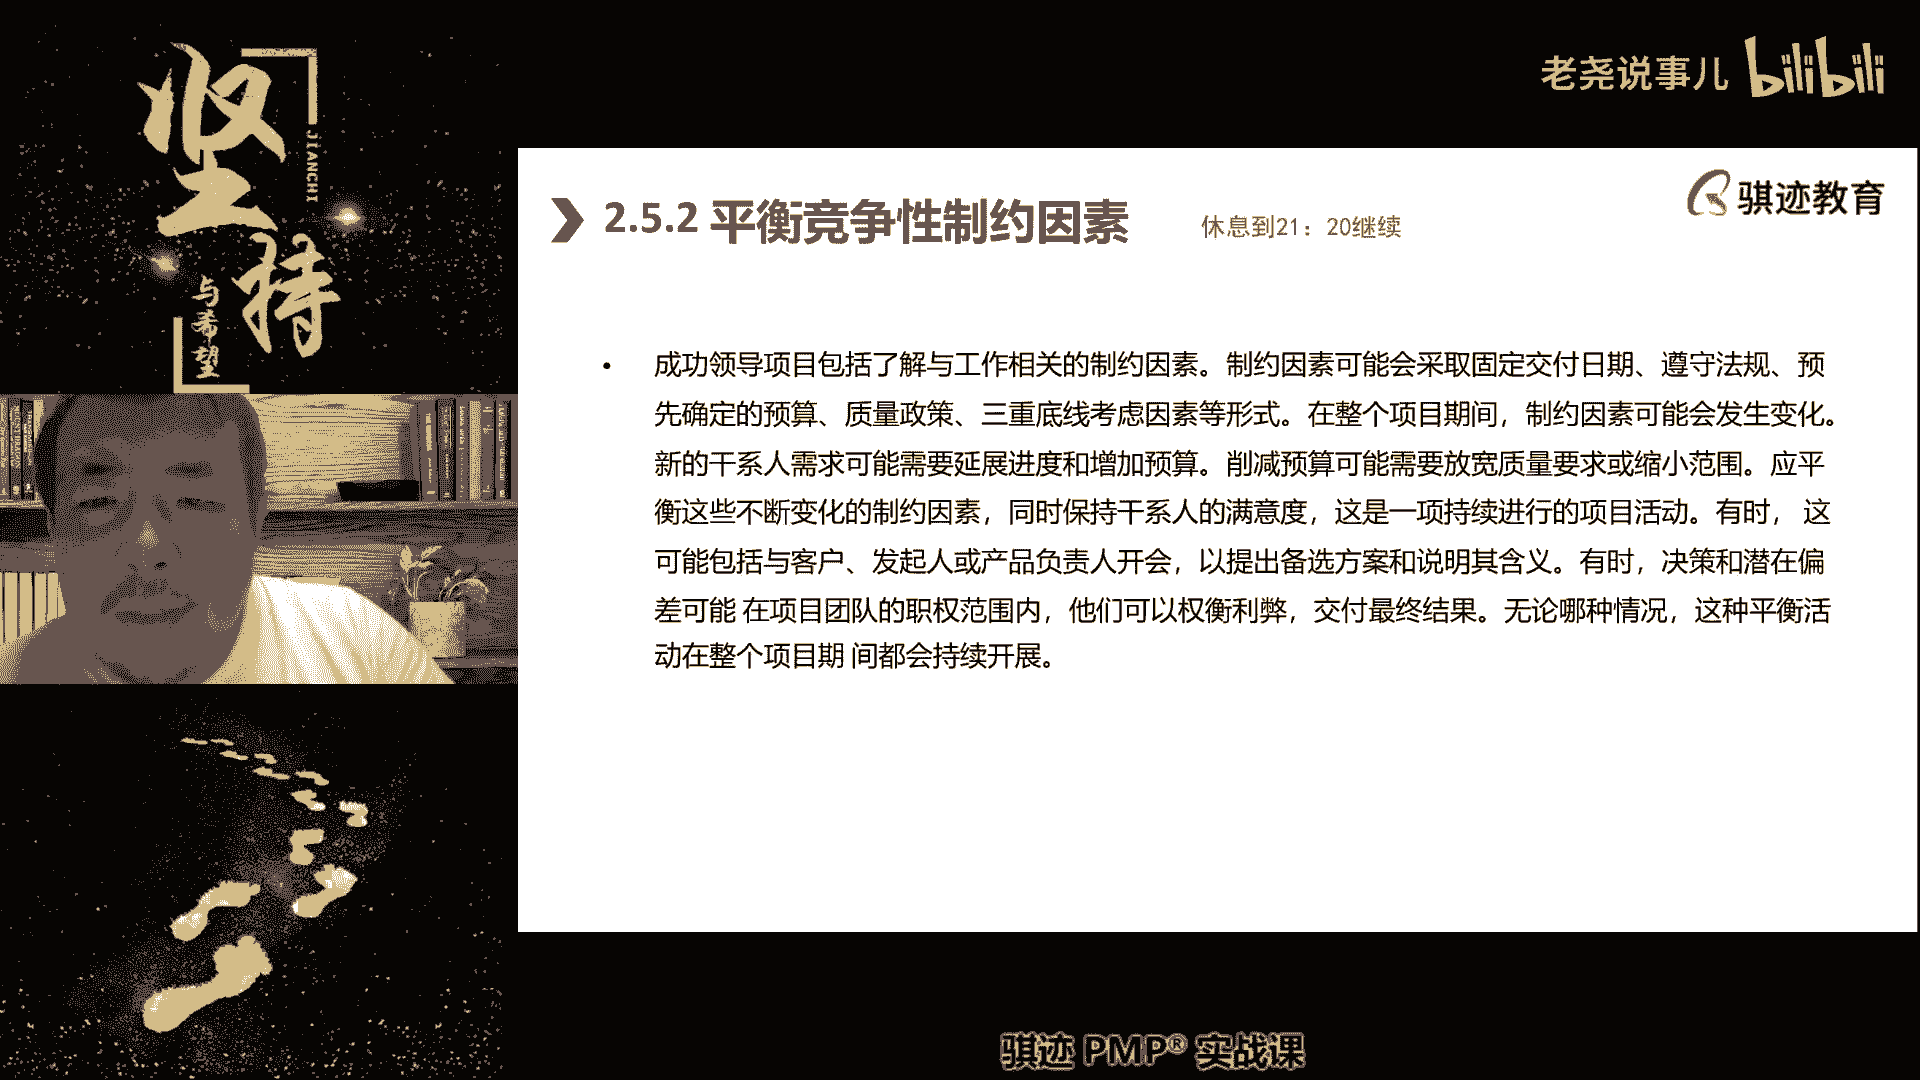 坚持
JIANCHI
与希望
老尧说事儿 bilibili
骐迹教育
2.5.2 平衡竞争性制约因素
休息到21：20继续
• 成功领导项目包括了解与工作相关的制约因素。制约因素可能会采取固定交付日期、遵守法规、预
先确定的预算、质量政策、三重底线考虑因素等形式。在整个项目期间，制约因素可能会发生变化。
新的干系人需求可能需要延展进度和增加预算。削减预算可能需要放宽质量要求或缩小范围。应平
衡这些不断变化的制约因素，同时保持干系人的满意度，这是一项持续进行的项目活动。有时， 这
可能包括与客户、发起人或产品负责人开会，以提出备选方案和说明其含义。有时，决策和潜在偏
差可能 在项目团队的职权范围内，他们可以权衡利弊，交付最终结果。无论哪种情况，这种平衡活
动在整个项目期 间都会持续开展。
骐迹 PMP® 实战课